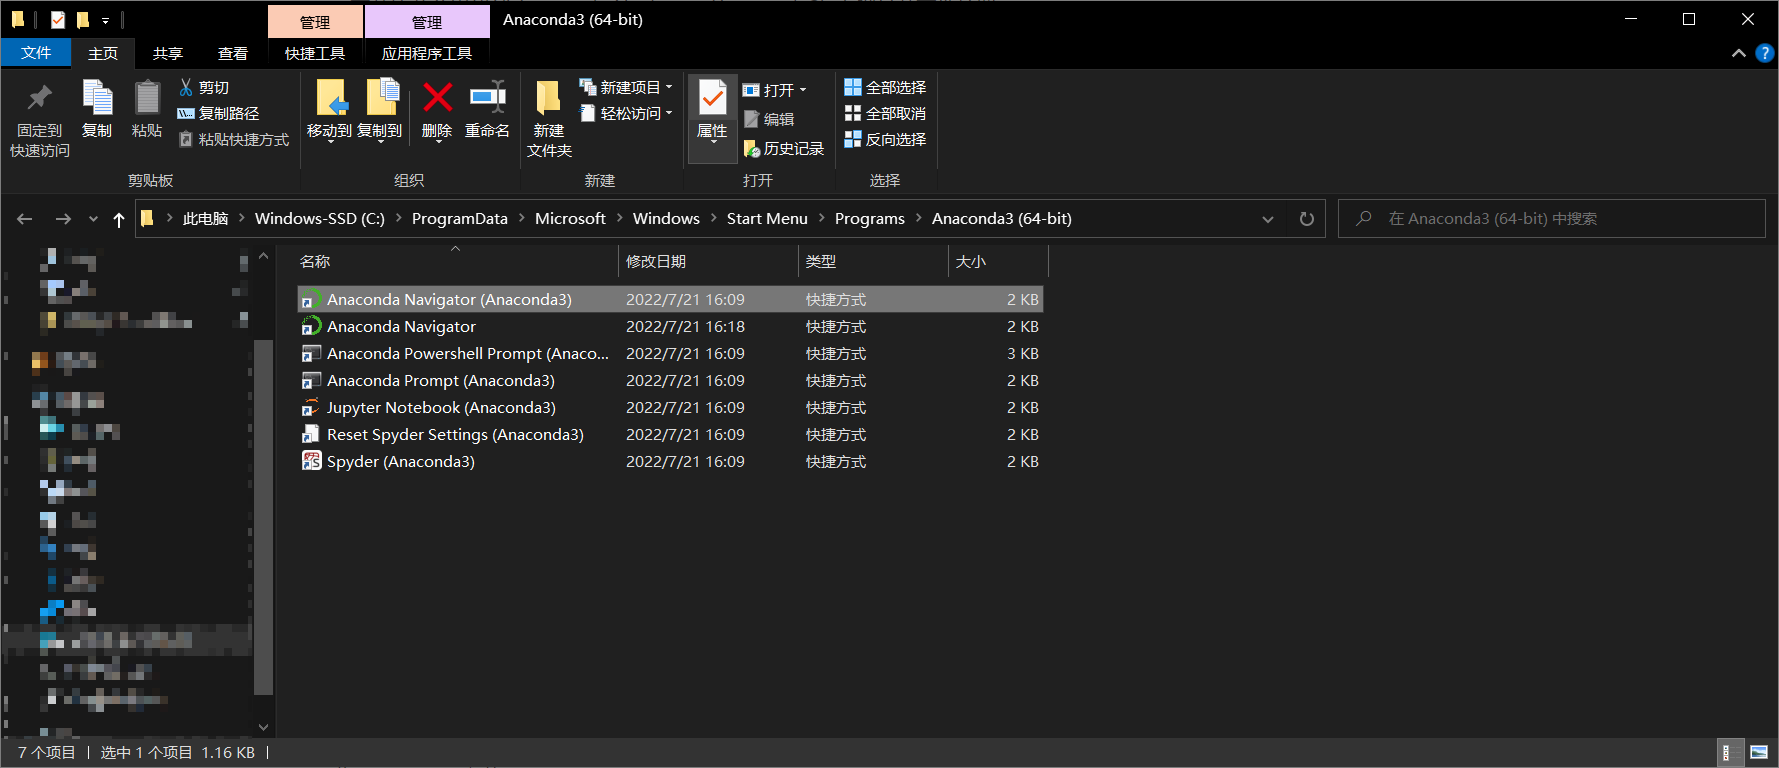 管理
管理
Anaconda3 (64-bit)
文件
主页
共享
查看
快捷工具
应用程序工具
固定到
快速访问
复制
粘贴
剪切
复制路径
粘贴快捷方式
剪贴板
移动到
复制到
删除
重命名
组织
新建
文件夹
新建项目
轻松访问
新建
属性
打开
编辑
历史记录
打开
全部选择
全部取消
反向选择
选择
此电脑 Windows-SSD (C:) ProgramData Microsoft Windows Start Menu Programs Anaconda3 (64-bit)
在 Anaconda3 (64-bit) 中搜索
名称 修改日期 类型 大小
Anaconda Navigator (Anaconda3) 2022/7/21 16:09 快捷方式 2 KB
Anaconda Navigator 2022/7/21 16:18 快捷方式 2 KB
Anaconda Powershell Prompt (Anaco... 2022/7/21 16:09 快捷方式 3 KB
Anaconda Prompt (Anaconda3) 2022/7/21 16:09 快捷方式 2 KB
Jupyter Notebook (Anaconda3) 2022/7/21 16:09 快捷方式 2 KB
Reset Spyder Settings (Anaconda3) 2022/7/21 16:09 快捷方式 2 KB
Spyder (Anaconda3) 2022/7/21 16:09 快捷方式 2 KB
7 个项目 选中 1 个项目 1.16 KB